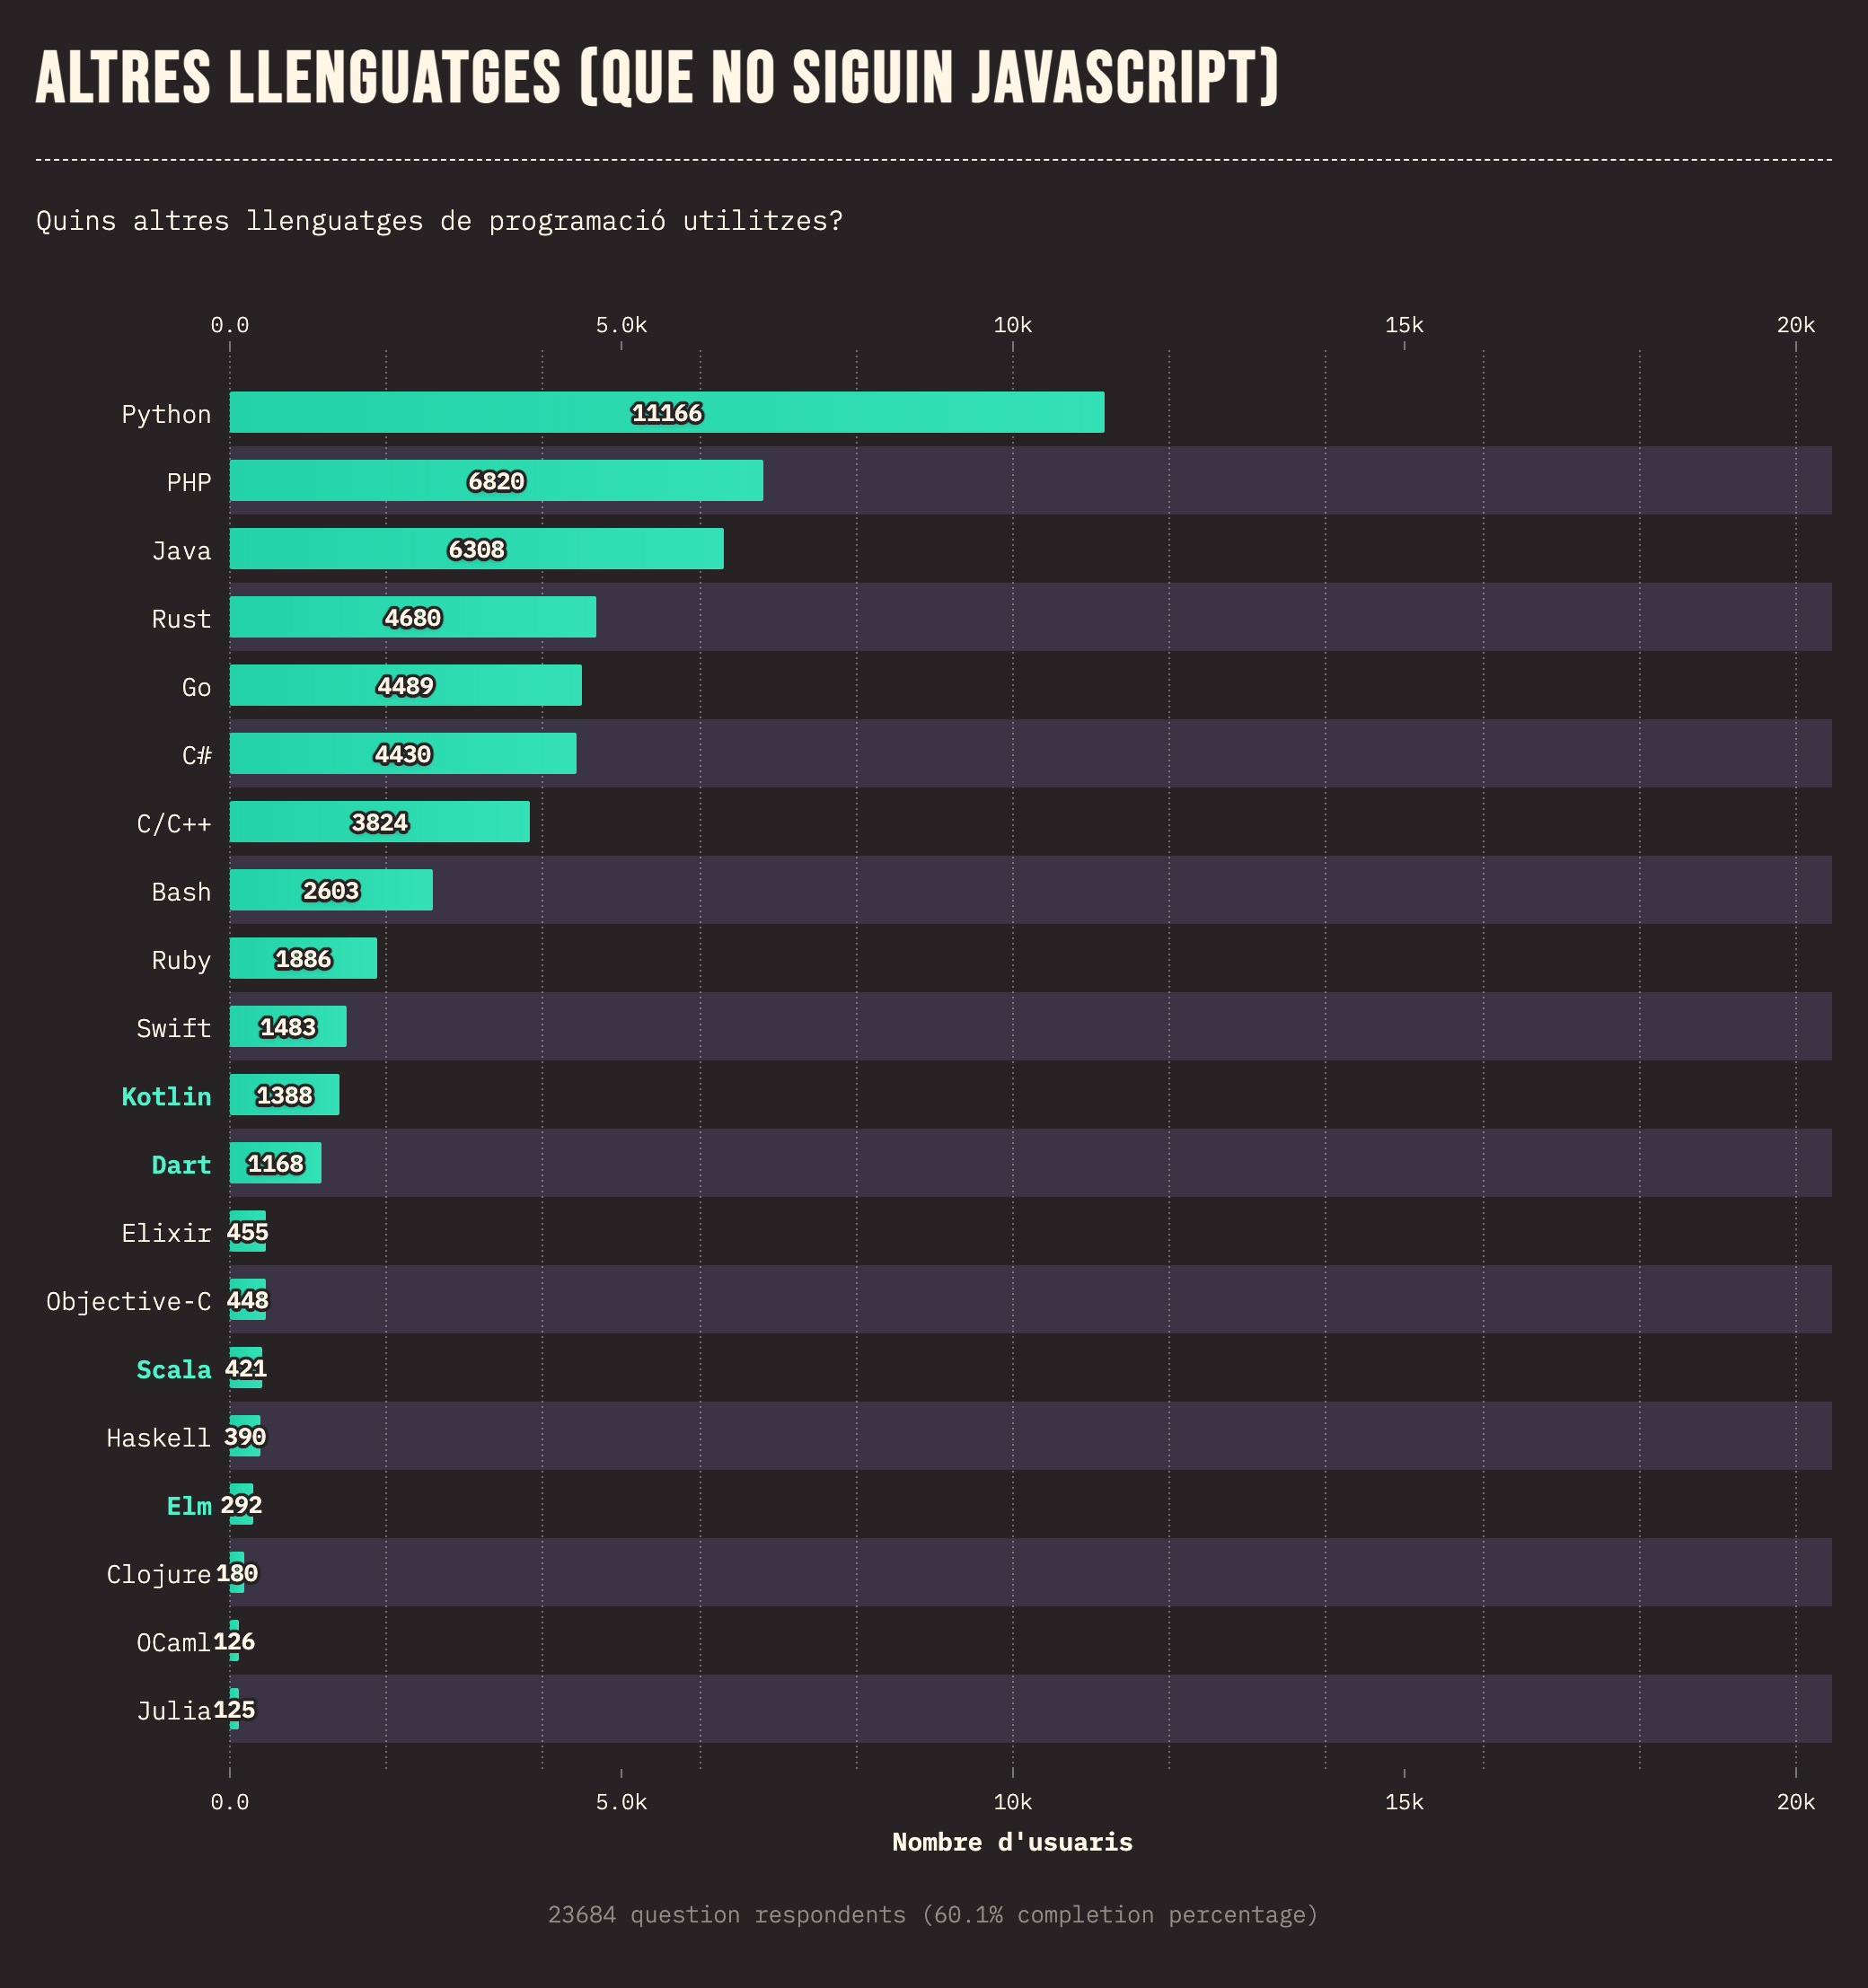 ALTRES LLENGUATGES (QUE NO SIGUIN JAVASCRIPT)
Quins altres llenguatges de programació utilitzes?
0.0 5.0k 10k 15k 20k
Python 11166
PHP 6820
Java 6308
Rust 4680
Go 4489
C# 4430
C/C++ 3824
Bash 2603
Ruby 1886
Swift 1483
Kotlin 1388
Dart 1168
Elixir 455
Objective-C 448
Scala 421
Haskell 390
Elm 292
Clojure 180
OCaml 126
Julia 125
0.0 5.0k 10k 15k 20k
Nombre d'usuaris
23684 question respondents (60.1% completion percentage)